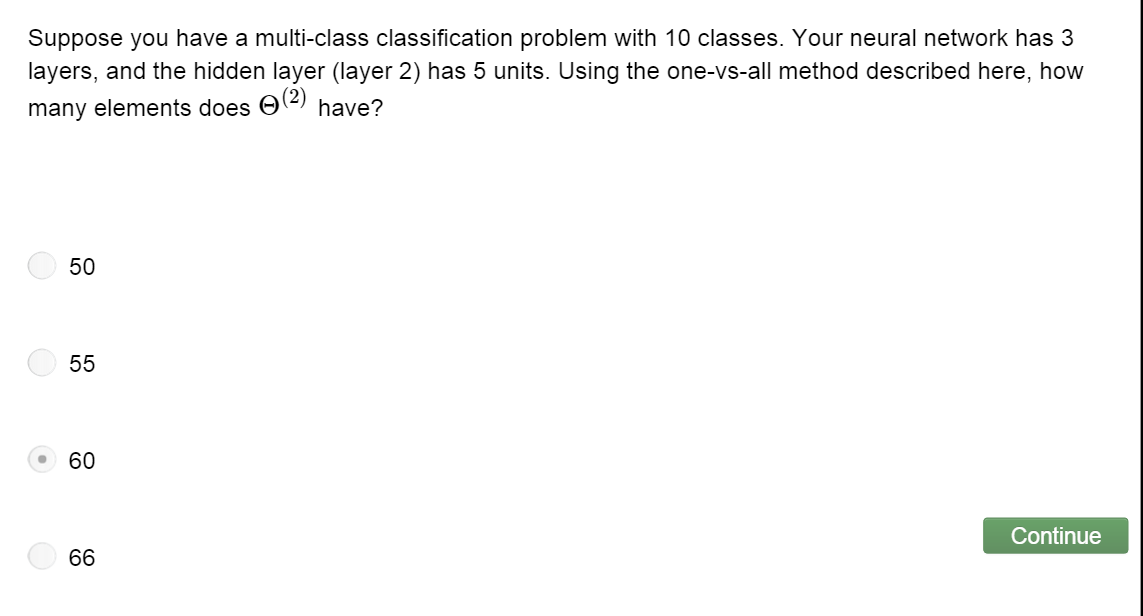 Suppose you have a multi-class classification problem with 10 classes. Your neural network has 3
layers, and the hidden layer (layer 2) has 5 units. Using the one-vs-all method described here, how
many elements does Θ⁽²⁾ have?
50
55
60
Continue
66